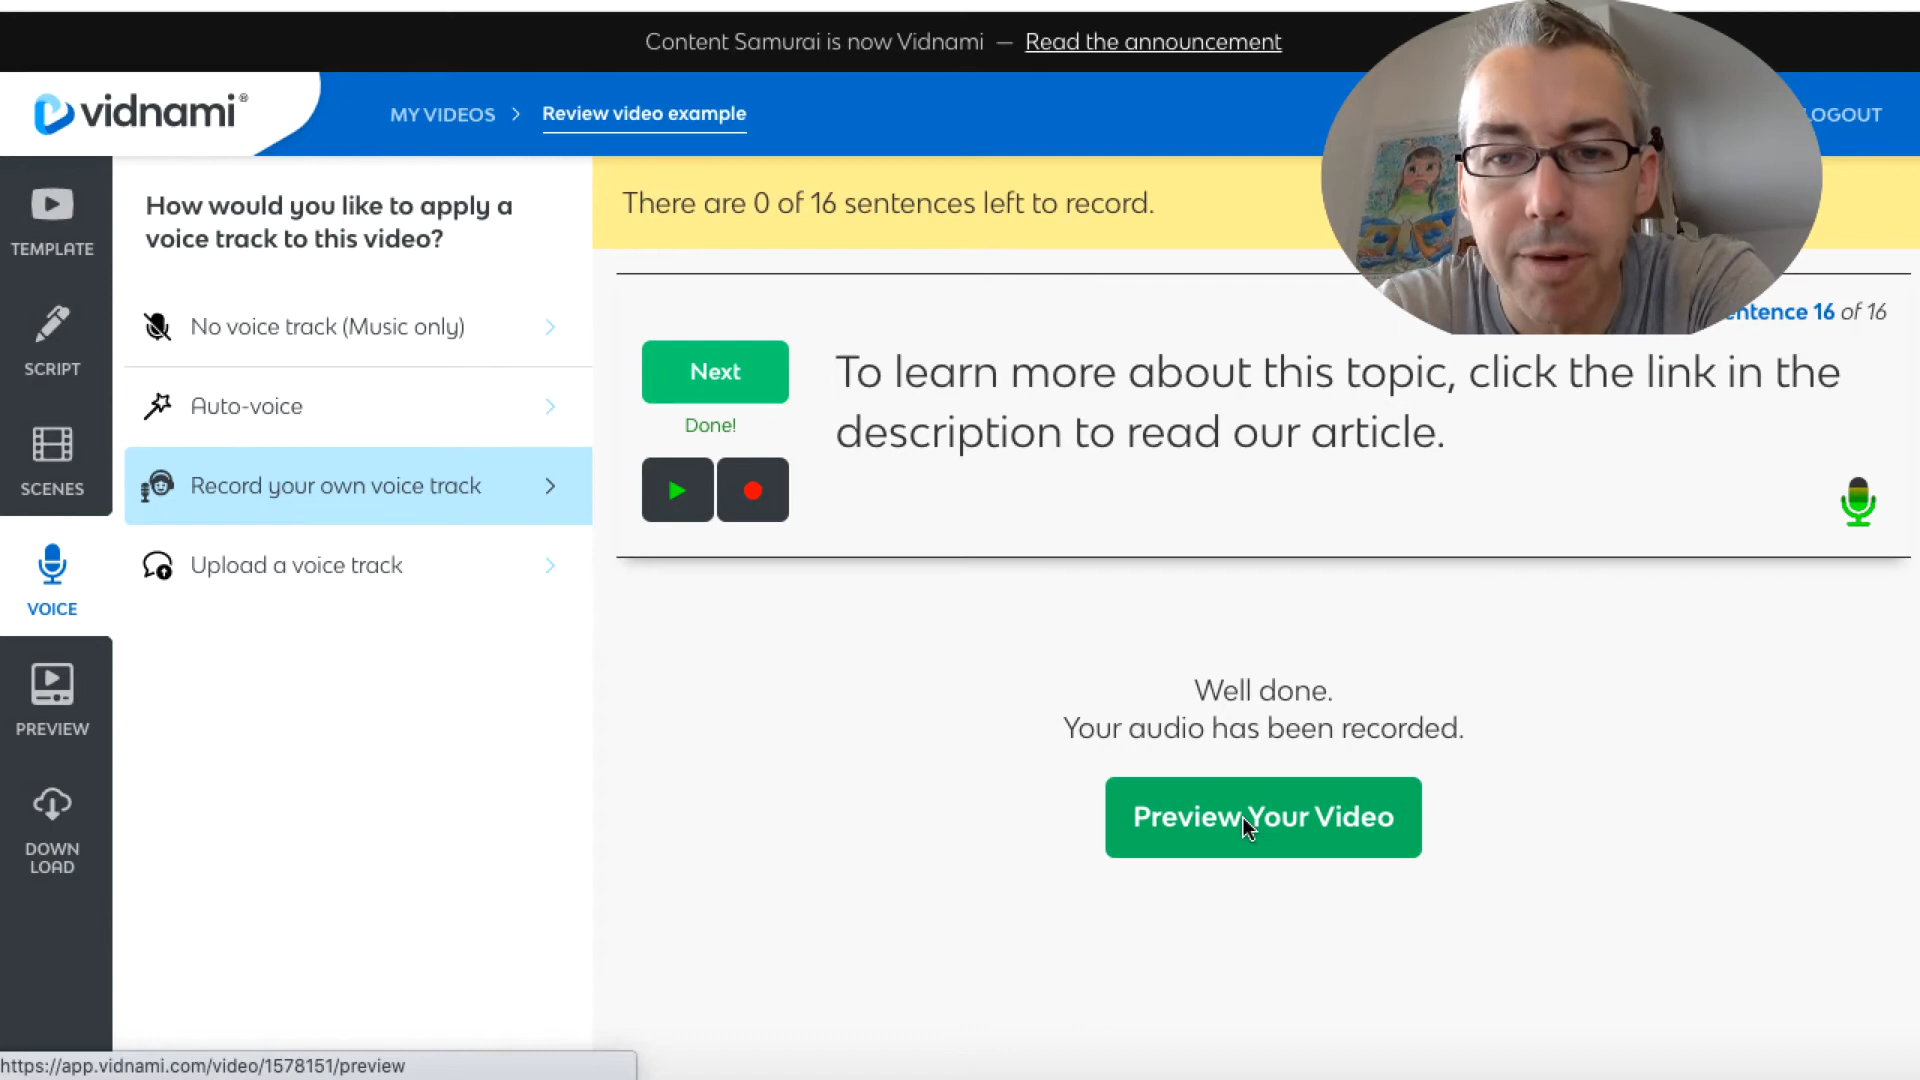 Content Samurai is now Vidnami — Read the announcement
vidnami®
MY VIDEOS > Review video example
LOGOUT
TEMPLATE
SCRIPT
SCENES
VOICE
PREVIEW
DOWN
LOAD
How would you like to apply a
voice track to this video?
No voice track (Music only)
Auto-voice
Record your own voice track
Upload a voice track
There are 0 of 16 sentences left to record.
entence 16 of 16
Next
Done!
To learn more about this topic, click the link in the
description to read our article.
Well done.
Your audio has been recorded.
Preview Your Video
https://app.vidnami.com/video/1578151/preview